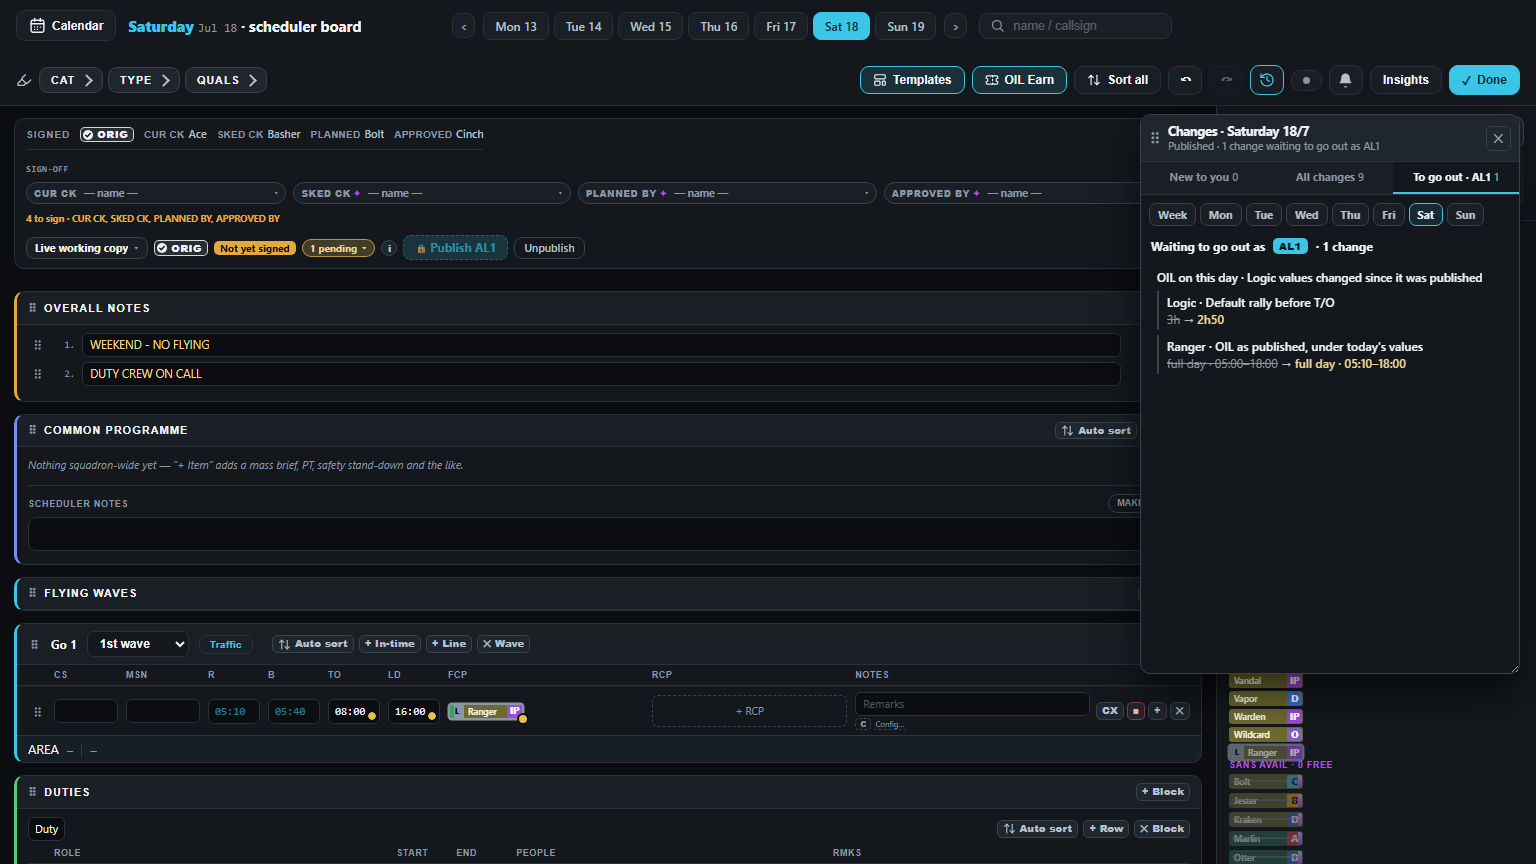 Calendar
Saturday Jul 18 · scheduler board
Mon 13
Tue 14
Wed 15
Thu 16
Fri 17
Sat 18
Sun 19
name / callsign
CAT
TYPE
QUALS
Templates
OIL Earn
Sort all
Insights
✓ Done
SIGNED ORIG CUR CK Ace SKED CK Basher PLANNED Bolt APPROVED Cinch
SIGN-OFF
CUR CK — name —
SKED CK — name —
PLANNED BY — name —
APPROVED BY — name —
4 to sign · CUR CK, SKED CK, PLANNED BY, APPROVED BY
Live working copy
ORIG
Not yet signed
1 pending
i
Publish AL1
Unpublish
OVERALL NOTES
1. WEEKEND - NO FLYING
2. DUTY CREW ON CALL
COMMON PROGRAMME
Auto sort
Nothing squadron-wide yet — "+ Item" adds a mass brief, PT, safety stand-down and the like.
SCHEDULER NOTES
MAKE
FLYING WAVES
Go 1
1st wave
Traffic
Auto sort
+ In-time
+ Line
× Wave
CS MSN R B TO LD FCP RCP NOTES
05:10 05:40 08:00 16:00 L Ranger IP + RCP Remarks
CX
C Config...
AREA – –
DUTIES
+ Block
Duty
Auto sort
+ Row
× Block
ROLE START END PEOPLE RMKS
Changes · Saturday 18/7
Published · 1 change waiting to go out as AL1
New to you 0
All changes 9
To go out · AL1 1
Week
Mon
Tue
Wed
Thu
Fri
Sat
Sun
Waiting to go out as AL1 · 1 change
OIL on this day · Logic values changed since it was published
Logic · Default rally before T/O
3h → 2h50
Ranger · OIL as published, under today's values
full day · 05:00–18:00 → full day · 05:10–18:00
Vandal IP
Vapor D
Warden IP
Wildcard O
L Ranger IP
SANS AVAIL · 0 FREE
Bolt C
Jester B
Kraken D
Marlin A
Otter D